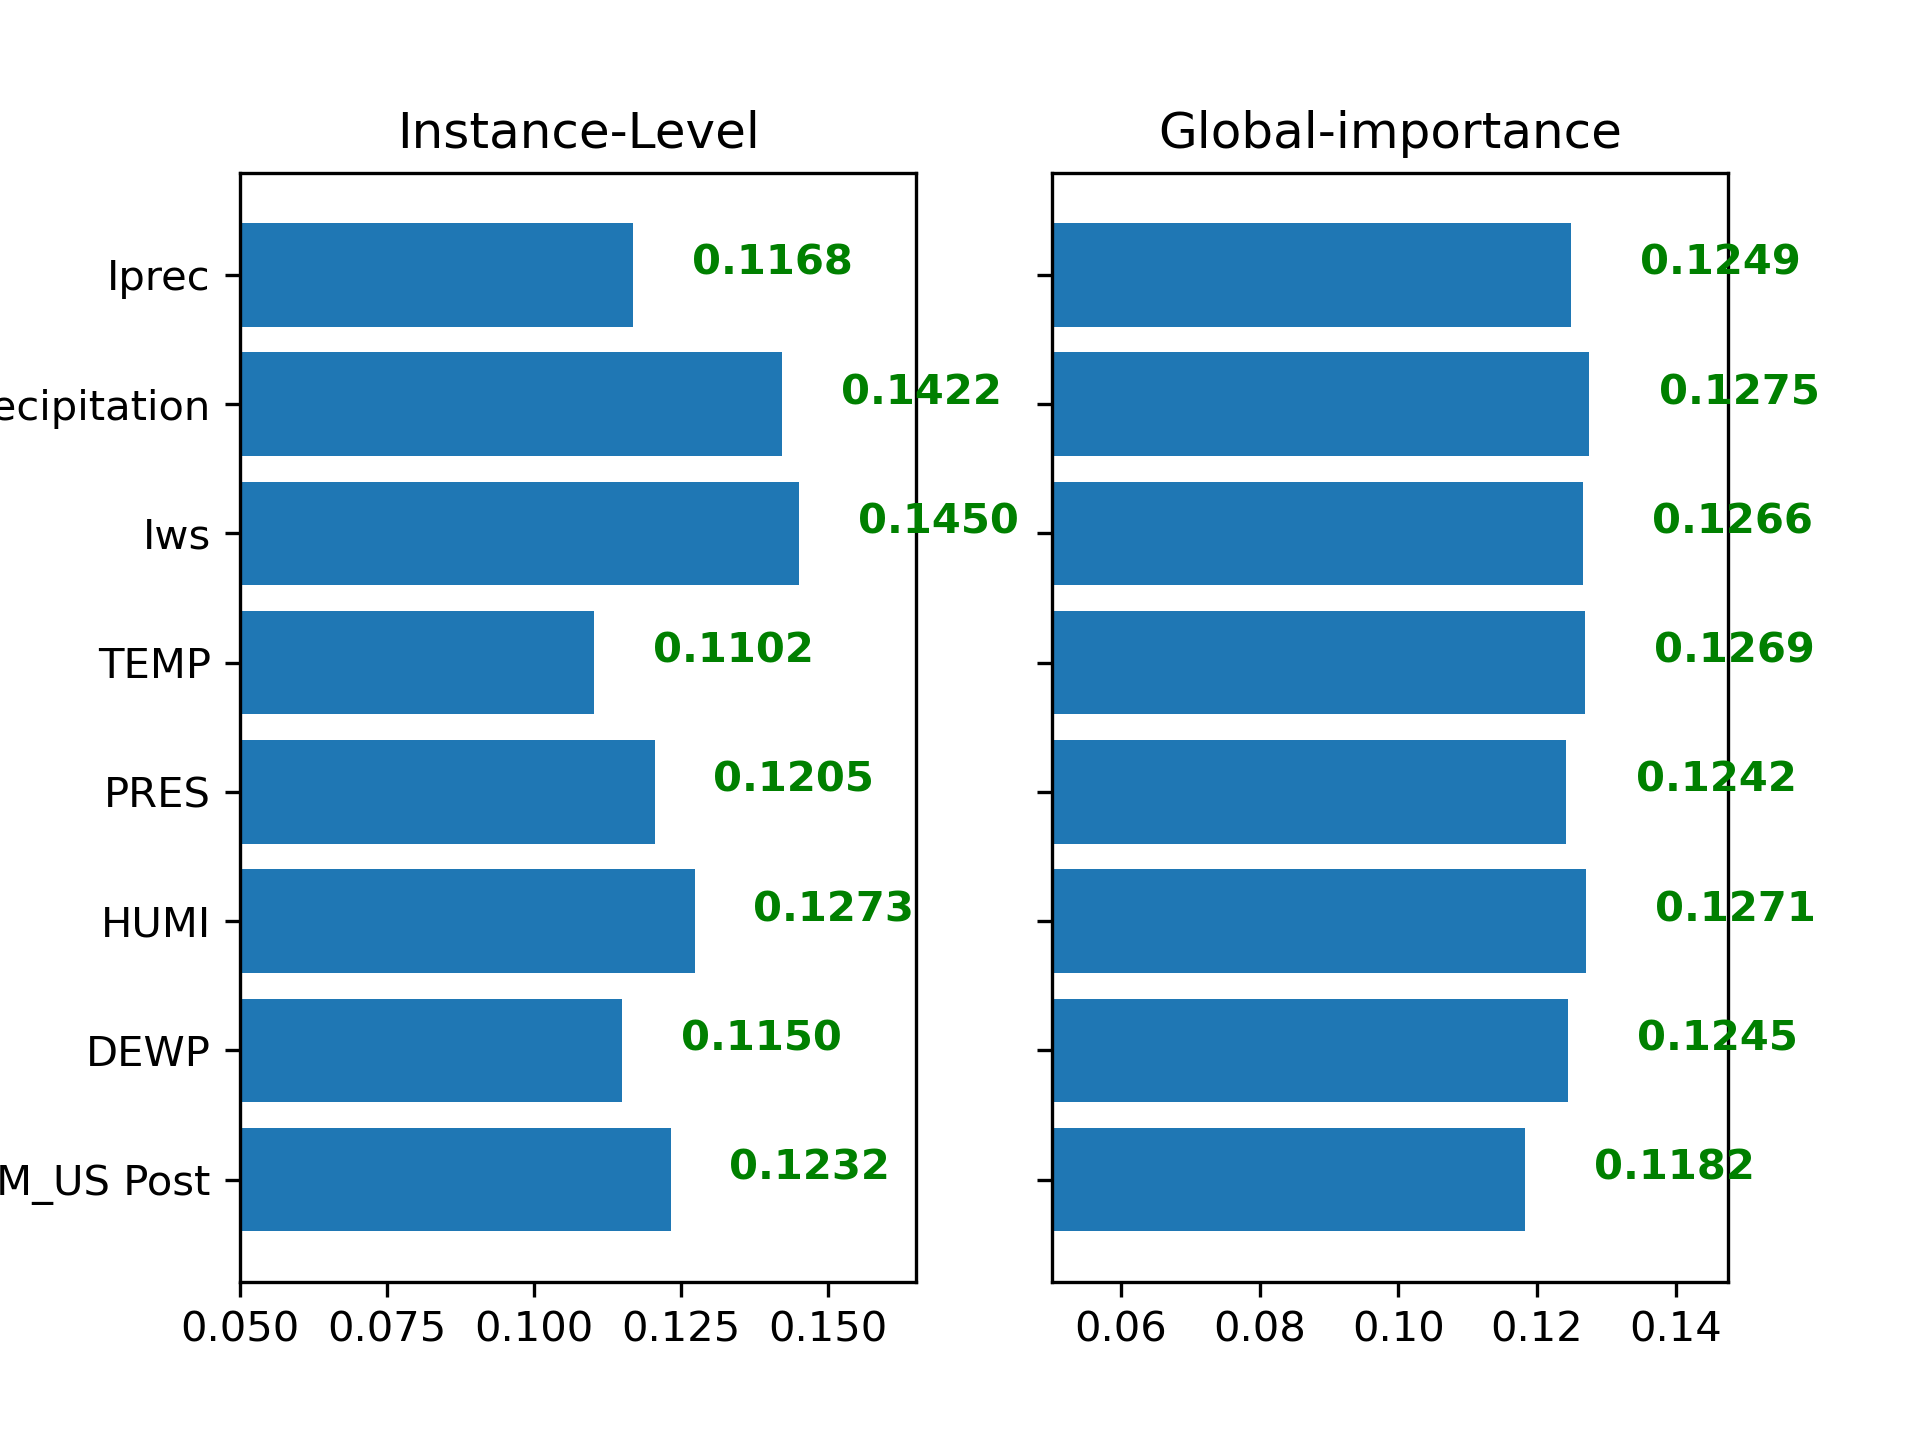 Instance-Level Global-importance
Iprec 0.1168 0.1249
ecipitation 0.1422 0.1275
Iws 0.1450 0.1266
TEMP 0.1102 0.1269
PRES 0.1205 0.1242
HUMI 0.1273 0.1271
DEWP 0.1150 0.1245
M_US Post 0.1232 0.1182
0.050 0.075 0.100 0.125 0.150 0.06 0.08 0.10 0.12 0.14